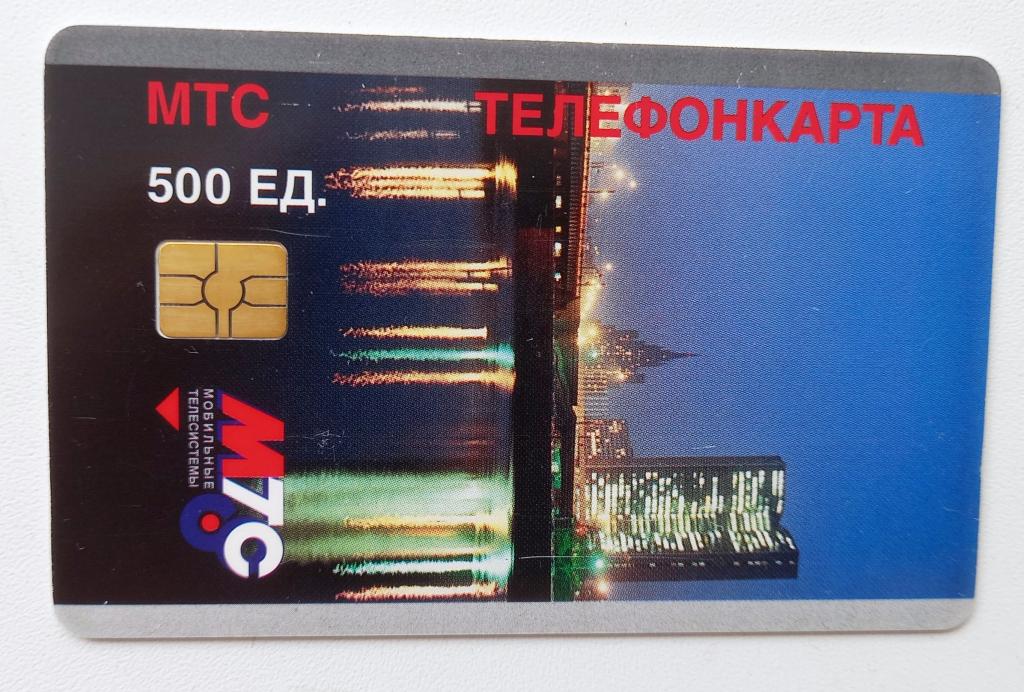 МТС
ТЕЛЕФОНКАРТА
500 ЕД.
МТС
МОБИЛЬНЫЕ
ТЕЛЕСИСТЕМЫ